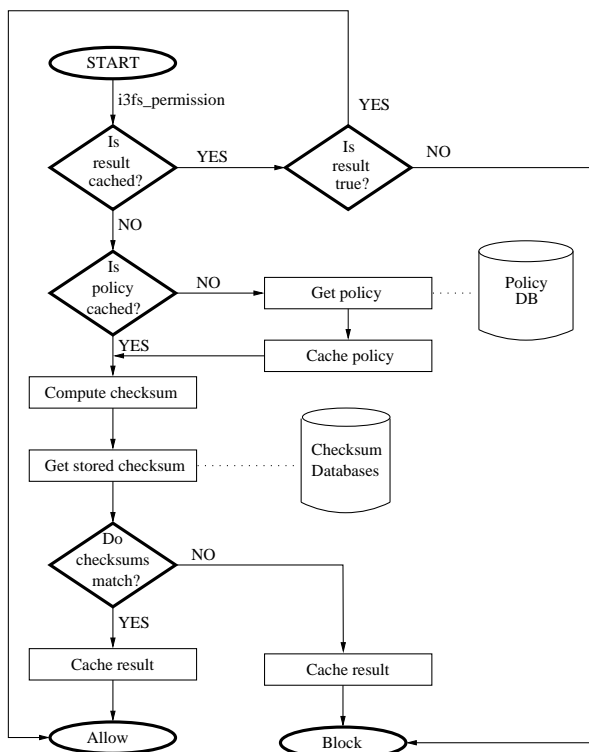 START
i3fs_permission
YES
Is
result
cached?
YES
Is
result
true?
NO
NO
Is
policy
cached?
NO
Get policy
Policy
DB
YES
Cache policy
Compute checksum
Get stored checksum
Checksum
Databases
Do
checksums
match?
NO
YES
Cache result
Cache result
Allow
Block